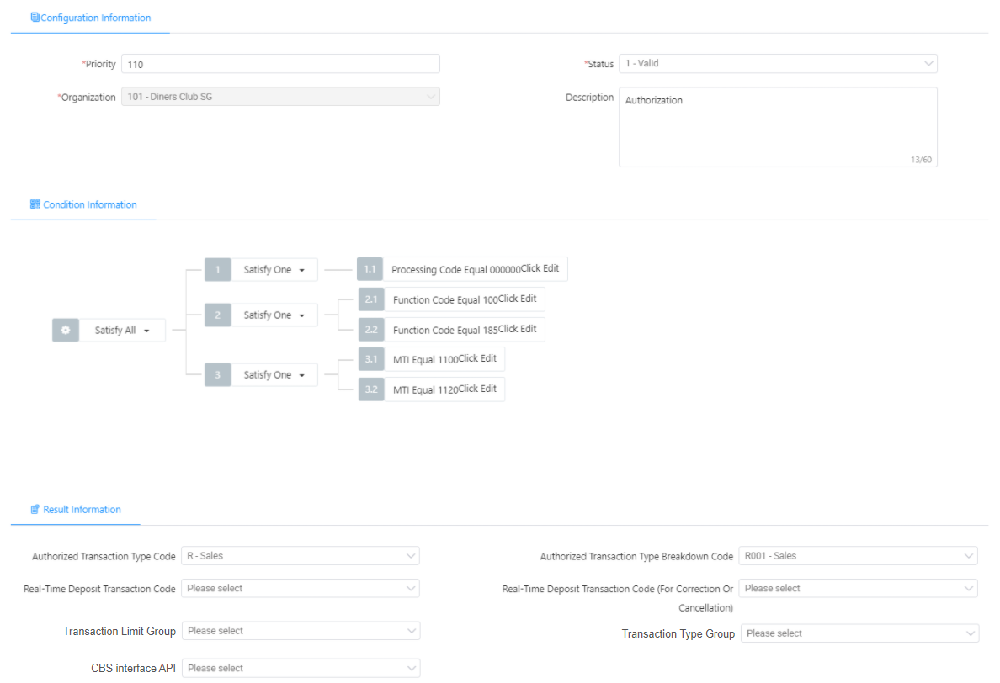 Configuration Information
*Priority 110 *Status 1 - Valid
*Organization 101 - Diners Club SG Description Authorization
13/60
Condition Information
1 Satisfy One 1.1 Processing Code Equal 000000Click Edit
2.1 Function Code Equal 100Click Edit
2 Satisfy One
Satisfy All 2.2 Function Code Equal 185Click Edit
3.1 MTI Equal 1100Click Edit
3 Satisfy One
3.2 MTI Equal 1120Click Edit
Result Information
Authorized Transaction Type Code R - Sales Authorized Transaction Type Breakdown Code R001 - Sales
Real-Time Deposit Transaction Code Please select Real-Time Deposit Transaction Code (For Correction Or Please select
Cancellation)
Transaction Limit Group Please select Transaction Type Group Please select
CBS interface API Please select